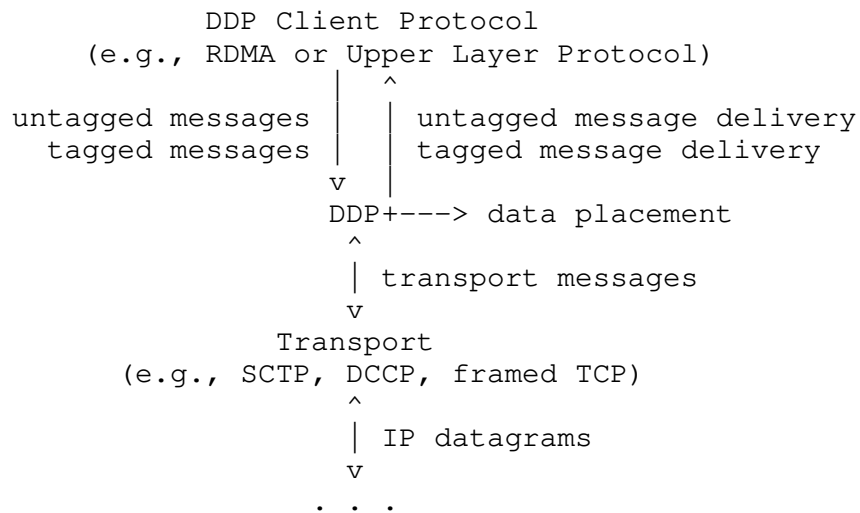 DDP Client Protocol
(e.g., RDMA or Upper Layer Protocol)
| ^
untagged messages | | untagged message delivery
tagged messages | | tagged message delivery
v |
DDP+---> data placement
^
| transport messages
v
Transport
(e.g., SCTP, DCCP, framed TCP)
^
| IP datagrams
v
. . .